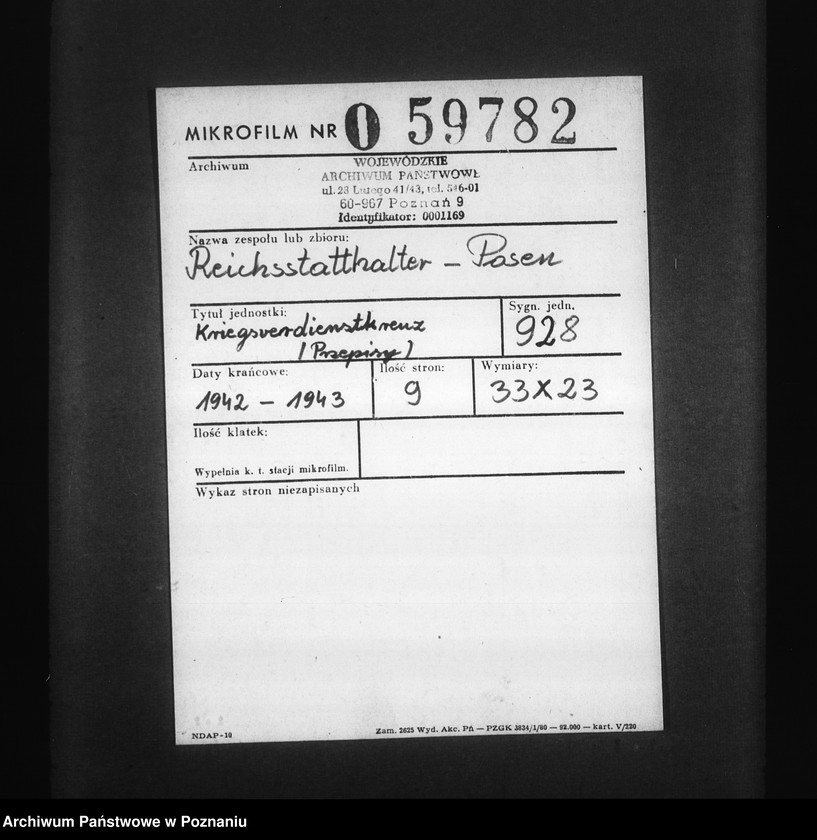 MIKROFILM NR 0 59782
Archiwum
WOJEWÓDZKIE
ARCHIWUM PAŃSTWOWE
ul. 23 Lutego 41/43, tel. 546-01
60-967 Poznań 9
Identyfikator: 0001169
Nazwa zespołu lub zbioru:
Reichsstatthalter – Posen
Tytuł jednostki:
Kriegsverdienstkreuz
(Przepisy)
Sygn. jedn.
928
Daty krańcowe:
1942 – 1943
Ilość stron:
9
Wymiary:
33X23
Ilość klatek:
Wypełnia k. t. stacji mikrofilm.
Wykaz stron niezapisanych
NDAP-10
Zam. 2625 Wyd. Akc. Pń — PZGK 3834/1/80 — 92.000 — kart. V/220
Archiwum Państwowe w Poznaniu